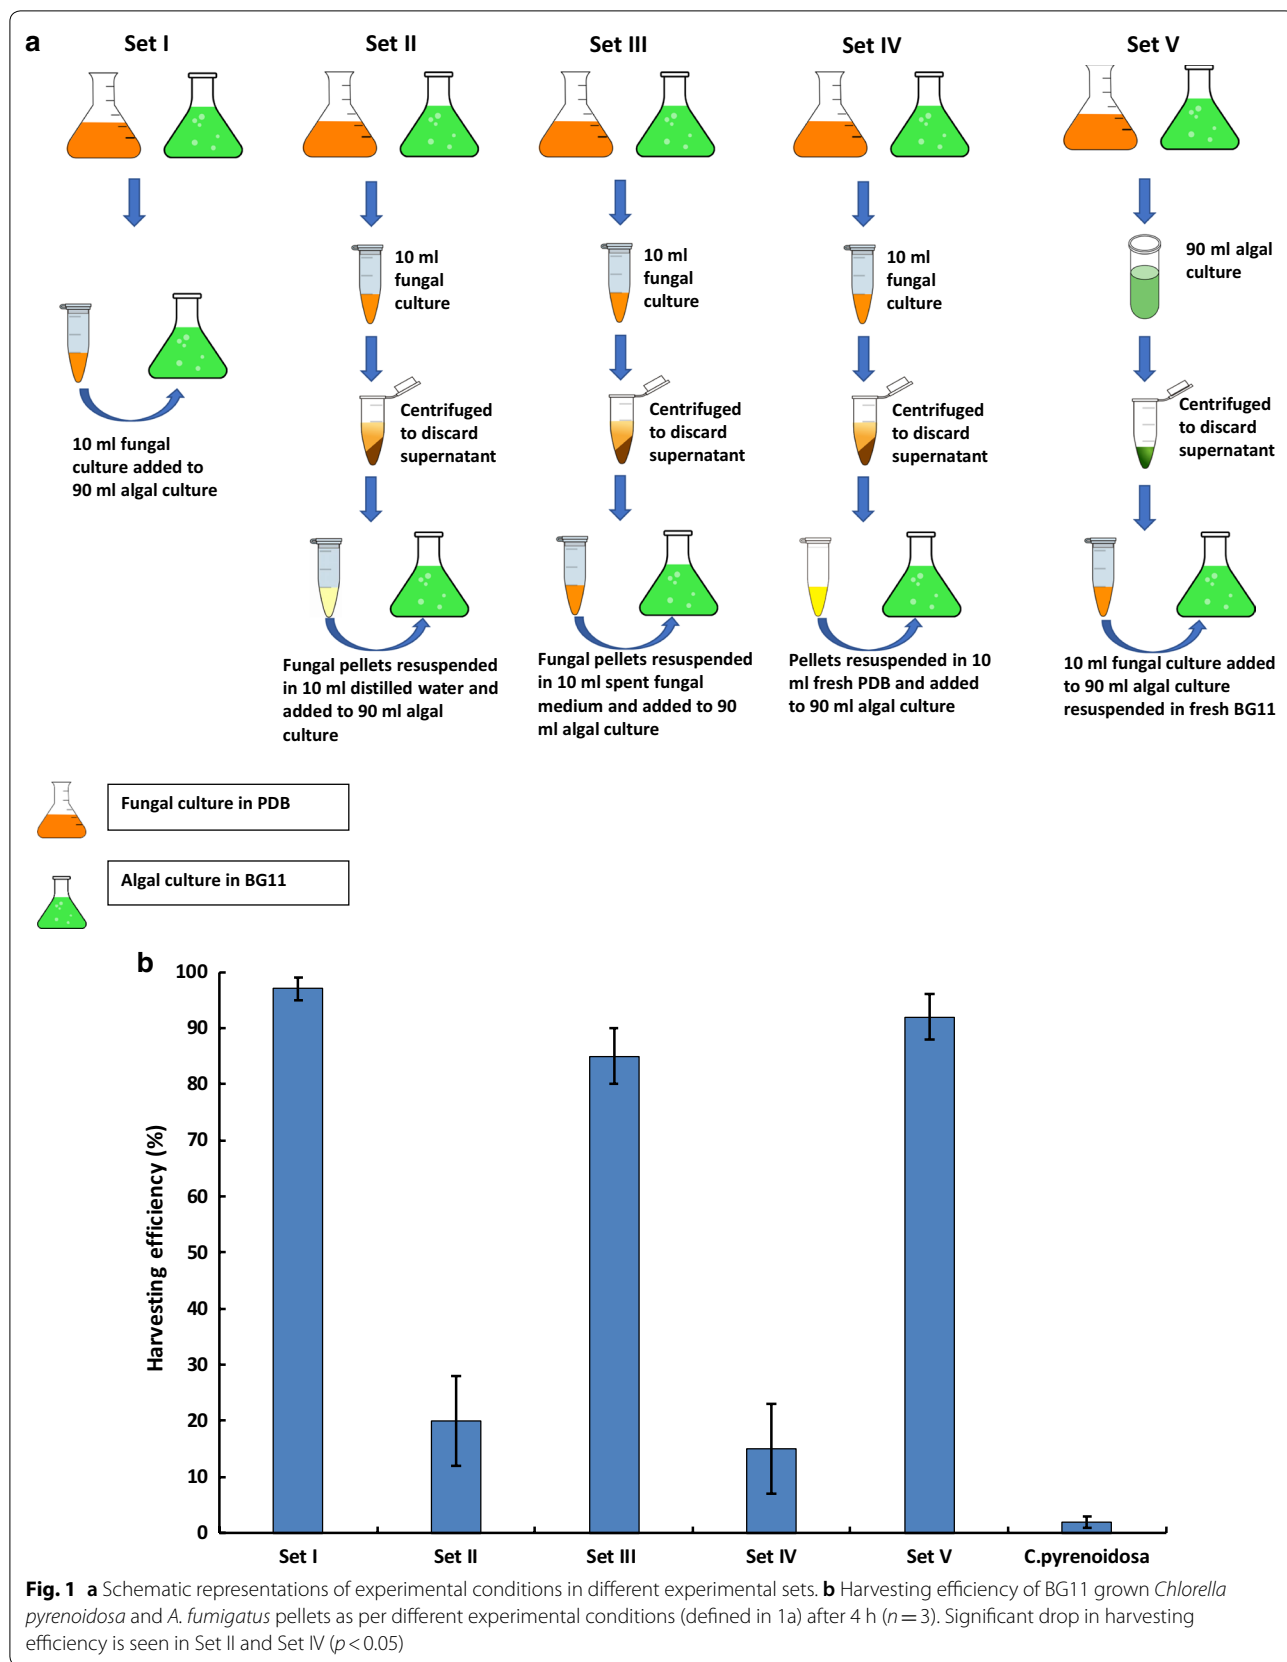 a
Set I
Set II
Set III
Set IV
Set V
10 ml fungal
culture added to
90 ml algal culture
10 ml
fungal
culture
Centrifuged
to discard
supernatant
Fungal pellets resuspended
in 10 ml distilled water and
added to 90 ml algal
culture
10 ml
fungal
culture
Centrifuged
to discard
supernatant
Fungal pellets resuspended
in 10 ml spent fungal
medium and added to 90
ml algal culture
10 ml
fungal
culture
Centrifuged
to discard
supernatant
Pellets resuspended in 10
ml fresh PDB and added
to 90 ml algal culture
90 ml algal
culture
Centrifuged
to discard
supernatant
10 ml fungal culture added
to 90 ml algal culture
resuspended in fresh BG11
Fungal culture in PDB
Algal culture in BG11
b
Harvesting efficiency (%)
100
90
80
70
60
50
40
30
20
10
0
Set I
Set II
Set III
Set IV
Set V
C.pyrenoidosa
Fig. 1 a Schematic representations of experimental conditions in different experimental sets. b Harvesting efficiency of BG11 grown Chlorella
pyrenoidosa and A. fumigatus pellets as per different experimental conditions (defined in 1a) after 4 h (n = 3). Significant drop in harvesting
efficiency is seen in Set II and Set IV (p < 0.05)